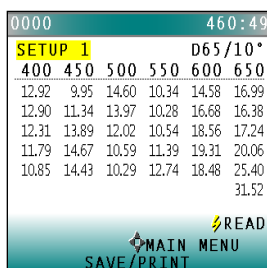 0000 460:49
SETUP 1 D65/10°
400 450 500 550 600 650
12.92 9.95 14.60 10.34 14.58 16.99
12.90 11.34 13.97 10.28 16.68 16.38
12.31 13.89 12.02 10.54 18.56 17.24
11.79 14.67 10.59 11.39 19.31 20.06
10.85 14.43 10.29 12.74 18.48 25.40
31.52
READ
MAIN MENU
SAVE/PRINT